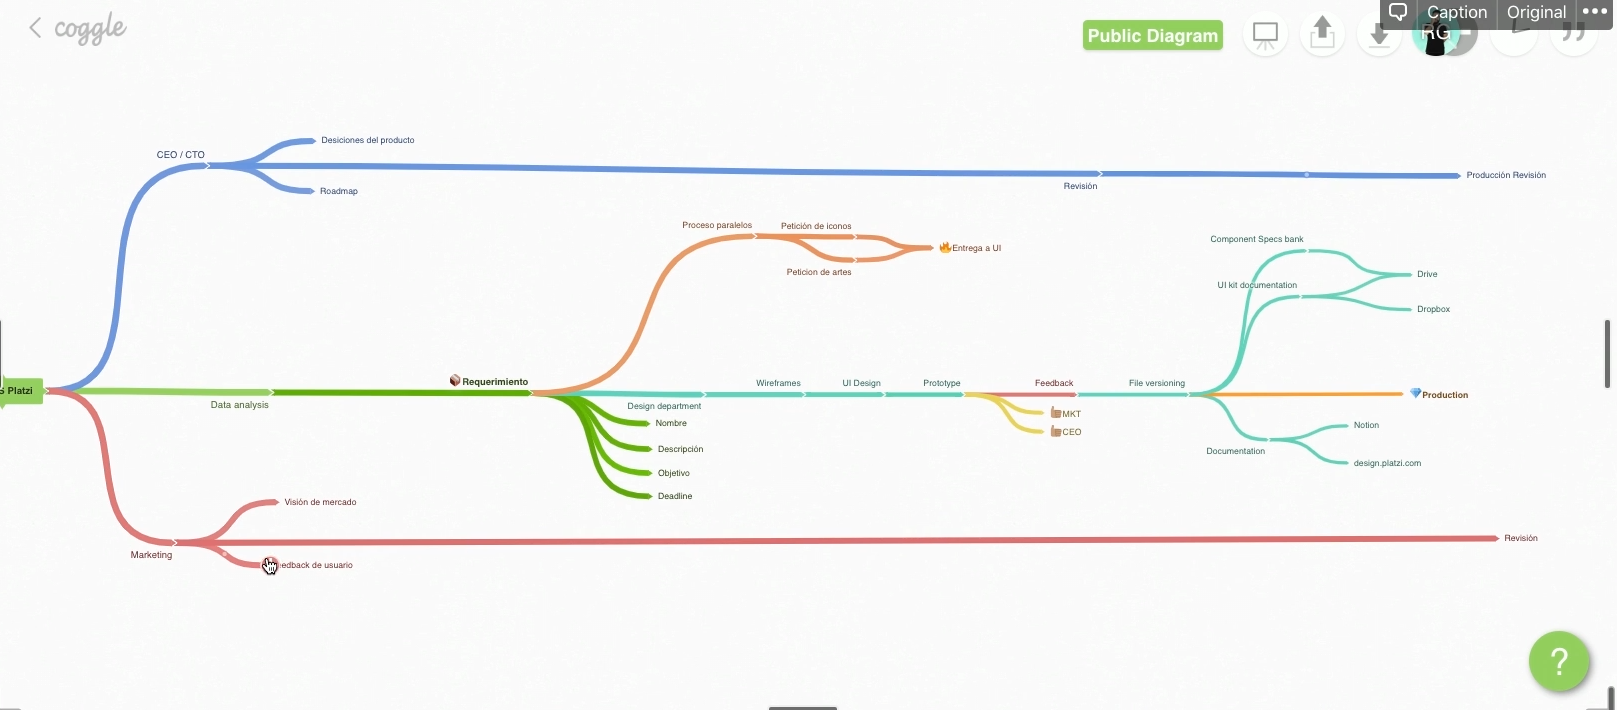 coggle
Caption
Original
Public Diagram
RG
CEO / CTO
Desiciones del producto
Roadmap
Revisión
Producción Revisión
Proceso paralelos
Petición de iconos
Peticion de artes
🔥Entrega a UI
Component Specs bank
UI kit documentation
Drive
Dropbox
S Platzi
Data analysis
📦 Requerimiento
Design department
Wireframes
UI Design
Prototype
Feedback
File versioning
💎Production
👍MKT
👍CEO
Nombre
Descripción
Objetivo
Deadline
Documentation
Notion
design.platzi.com
Visión de mercado
Marketing
edback de usuario
Revisión
?